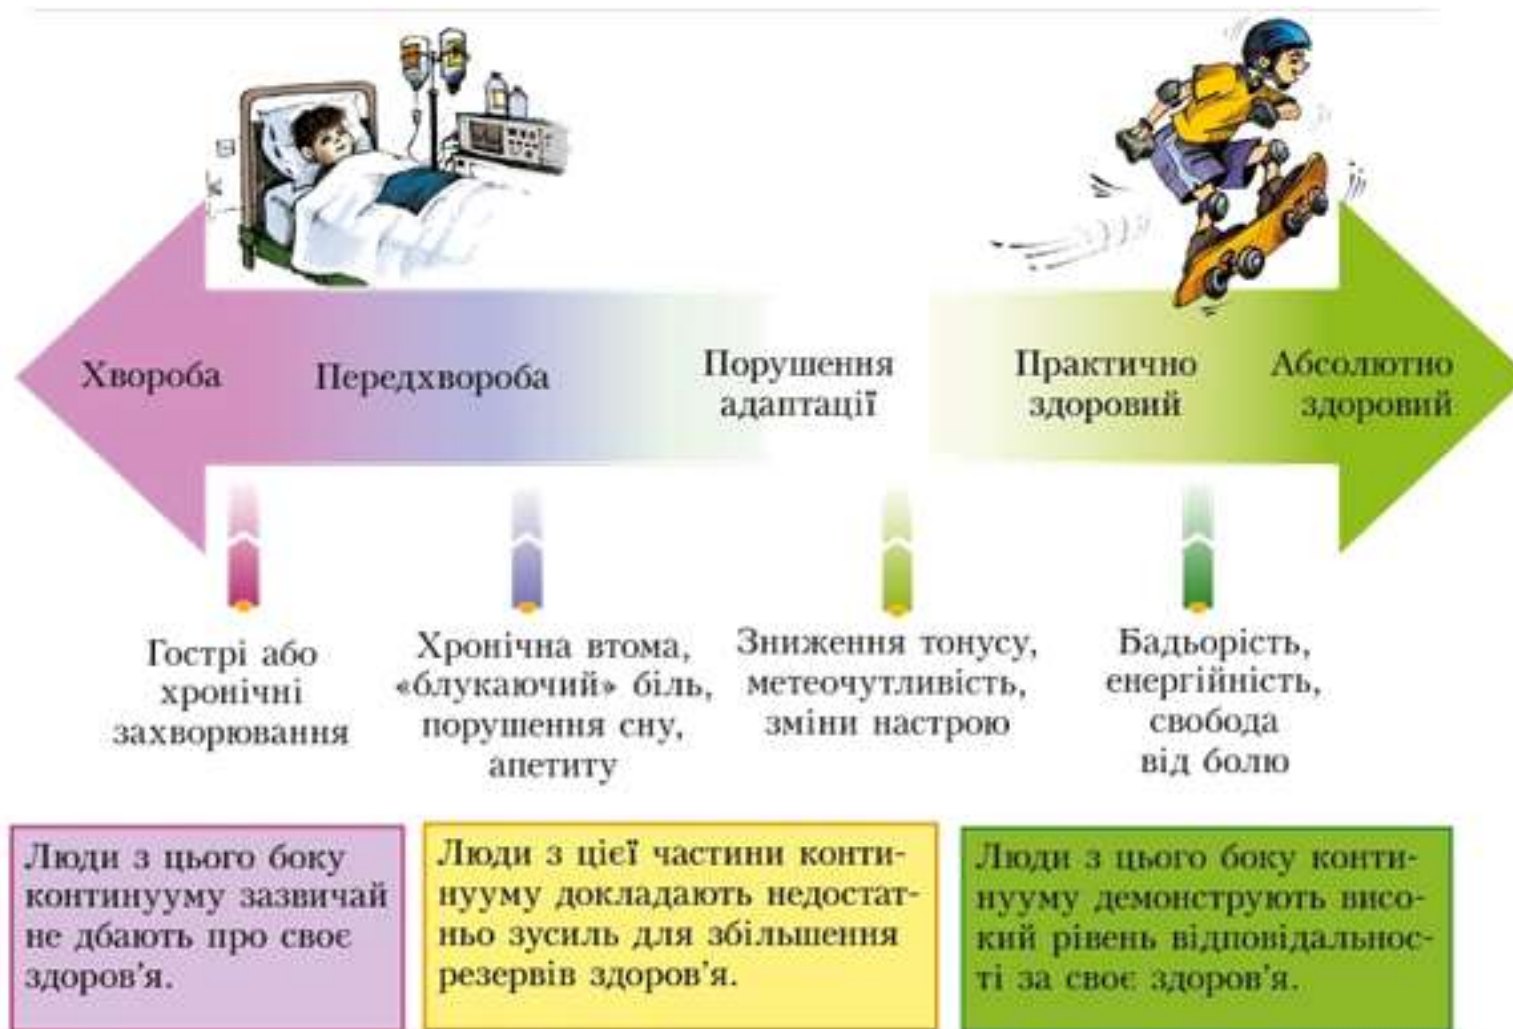 Хвороба
Передхвороба
Порушення
адаптації
Практично
здоровий
Абсолютно
здоровий
Гострі або
хронічні
захворювання
Хронічна втома,
«блукаючий» біль,
порушення сну,
апетиту
Зниження тонусу,
метеочутливість,
зміни настрою
Бадьорість,
енергійність,
свобода
від болю
Люди з цього боку
континууму зазвичай
не дбають про своє
здоров’я.
Люди з цієї частини конти-
нууму докладають недостат-
ньо зусиль для збільшення
резервів здоров’я.
Люди з цього боку конти-
нууму демонструють висо-
кий рівень відповідальнос-
ті за своє здоров’я.